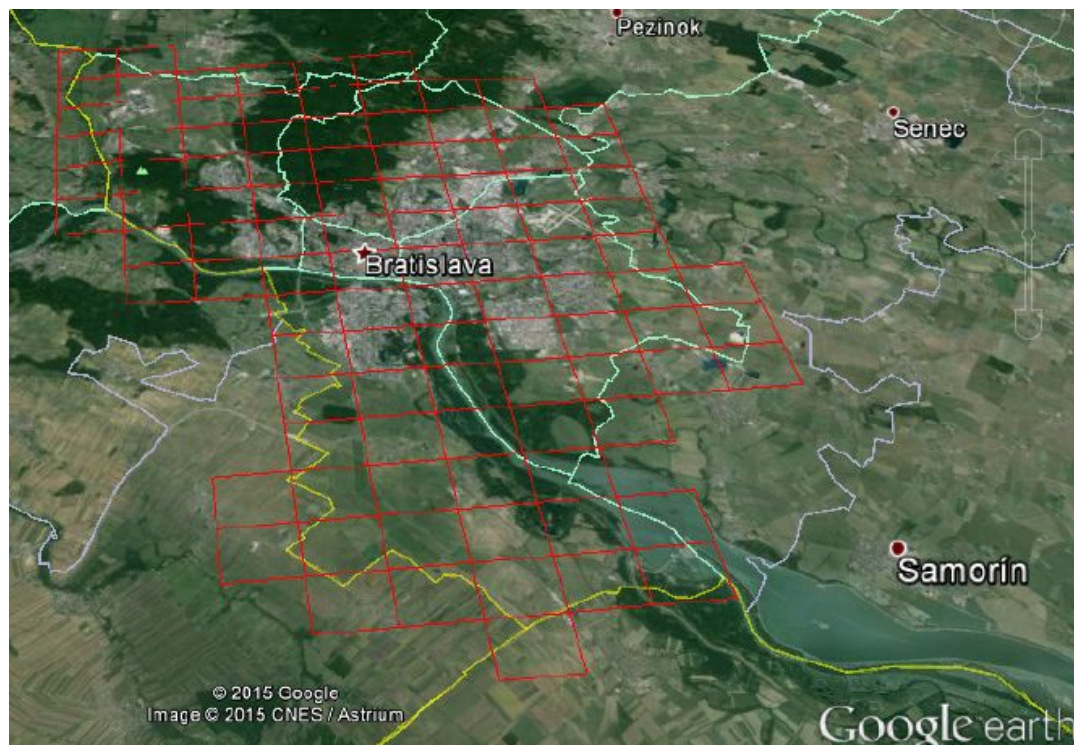 Pezinok
Senec
Bratislava
Samorín
© 2015 Google
Image © 2015 CNES / Astrium
Google earth